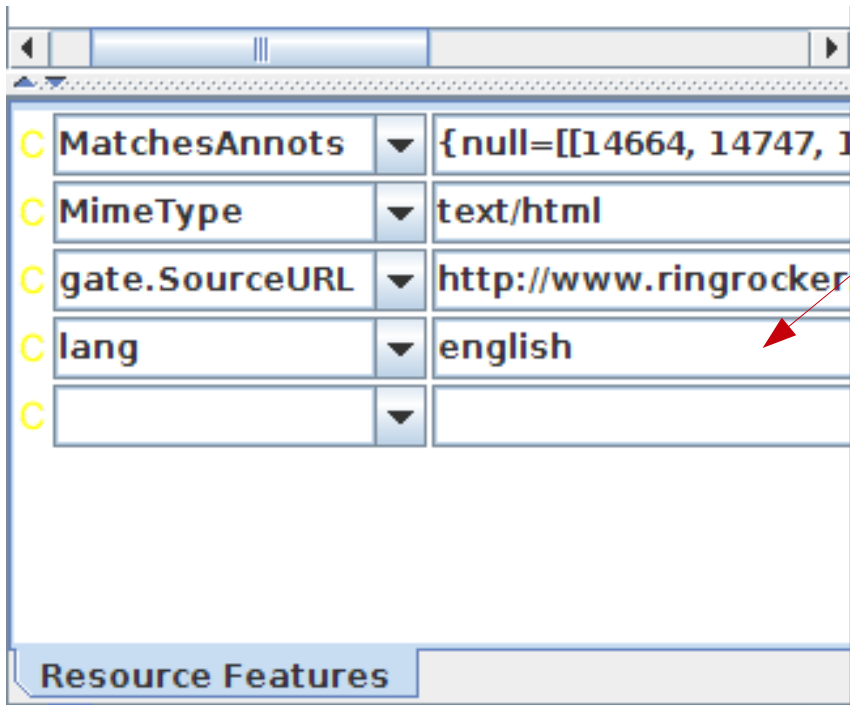 C MatchesAnnots {null=[[14664, 14747, 1
C MimeType text/html
C gate.SourceURL http://www.ringrocker
C lang english
C
Resource Features